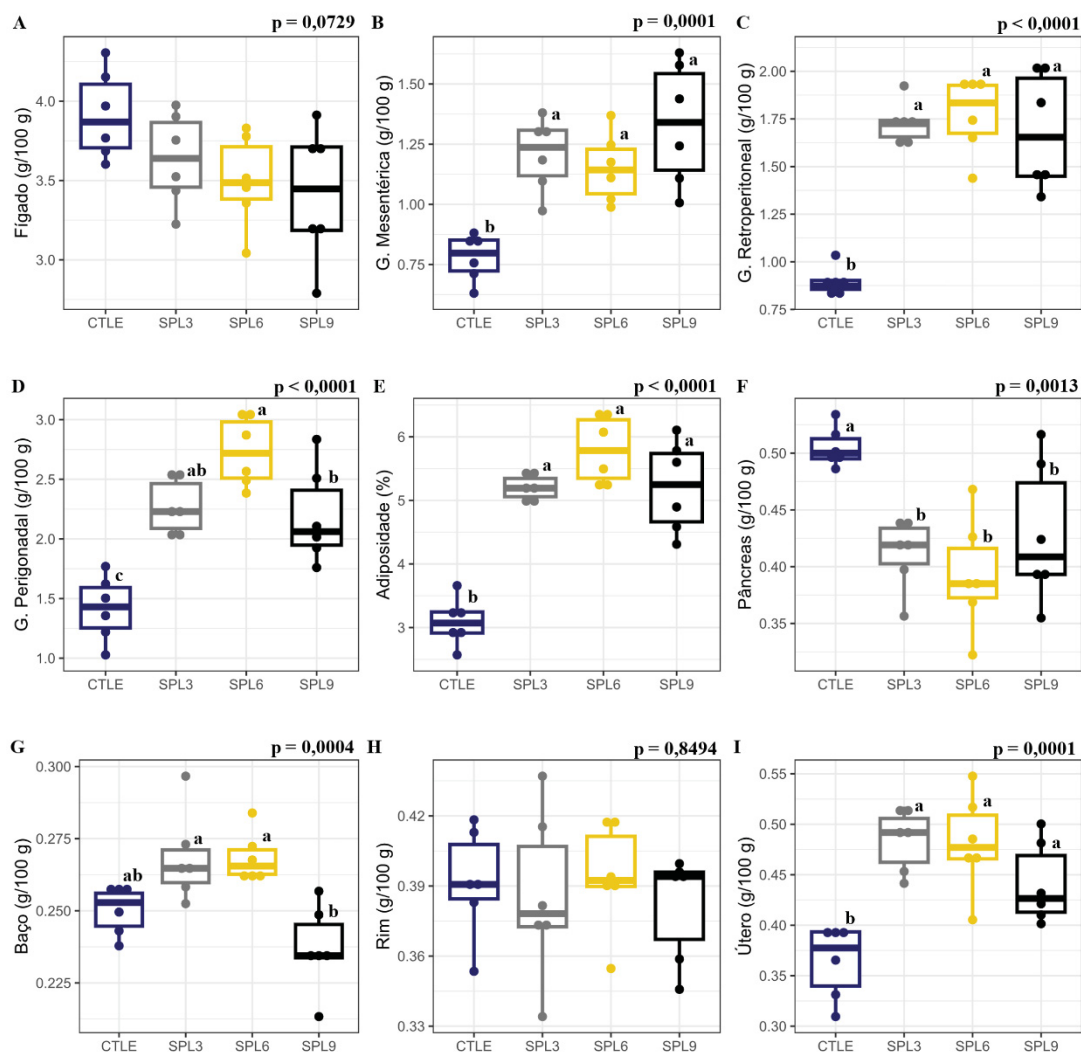 A
p = 0,0729
Fígado (g/100 g)
4.0
3.5
3.0
CTLE SPL3 SPL6 SPL9
B
p = 0,0001
G. Mesentérica (g/100 g)
1.50
1.25
1.00
0.75
b
a
a
a
CTLE SPL3 SPL6 SPL9
C
p < 0,0001
G. Retroperitoneal (g/100 g)
2.00
1.75
1.50
1.25
1.00
0.75
b
a
a
a
CTLE SPL3 SPL6 SPL9
D
p < 0,0001
G. Perigonadal (g/100 g)
3.0
2.5
2.0
1.5
1.0
c
ab
a
b
CTLE SPL3 SPL6 SPL9
E
p < 0,0001
Adiposidade (%)
6
5
4
3
b
a
a
a
CTLE SPL3 SPL6 SPL9
F
p = 0,0013
Pâncreas (g/100 g)
0.50
0.45
0.40
0.35
a
b
b
b
CTLE SPL3 SPL6 SPL9
G
p = 0,0004
Baço (g/100 g)
0.300
0.275
0.250
0.225
ab
a
a
b
CTLE SPL3 SPL6 SPL9
H
p = 0,8494
Rim (g/100 g)
0.42
0.39
0.36
0.33
CTLE SPL3 SPL6 SPL9
I
p = 0,0001
Útero (g/100 g)
0.55
0.50
0.45
0.40
0.35
0.30
b
a
a
a
CTLE SPL3 SPL6 SPL9